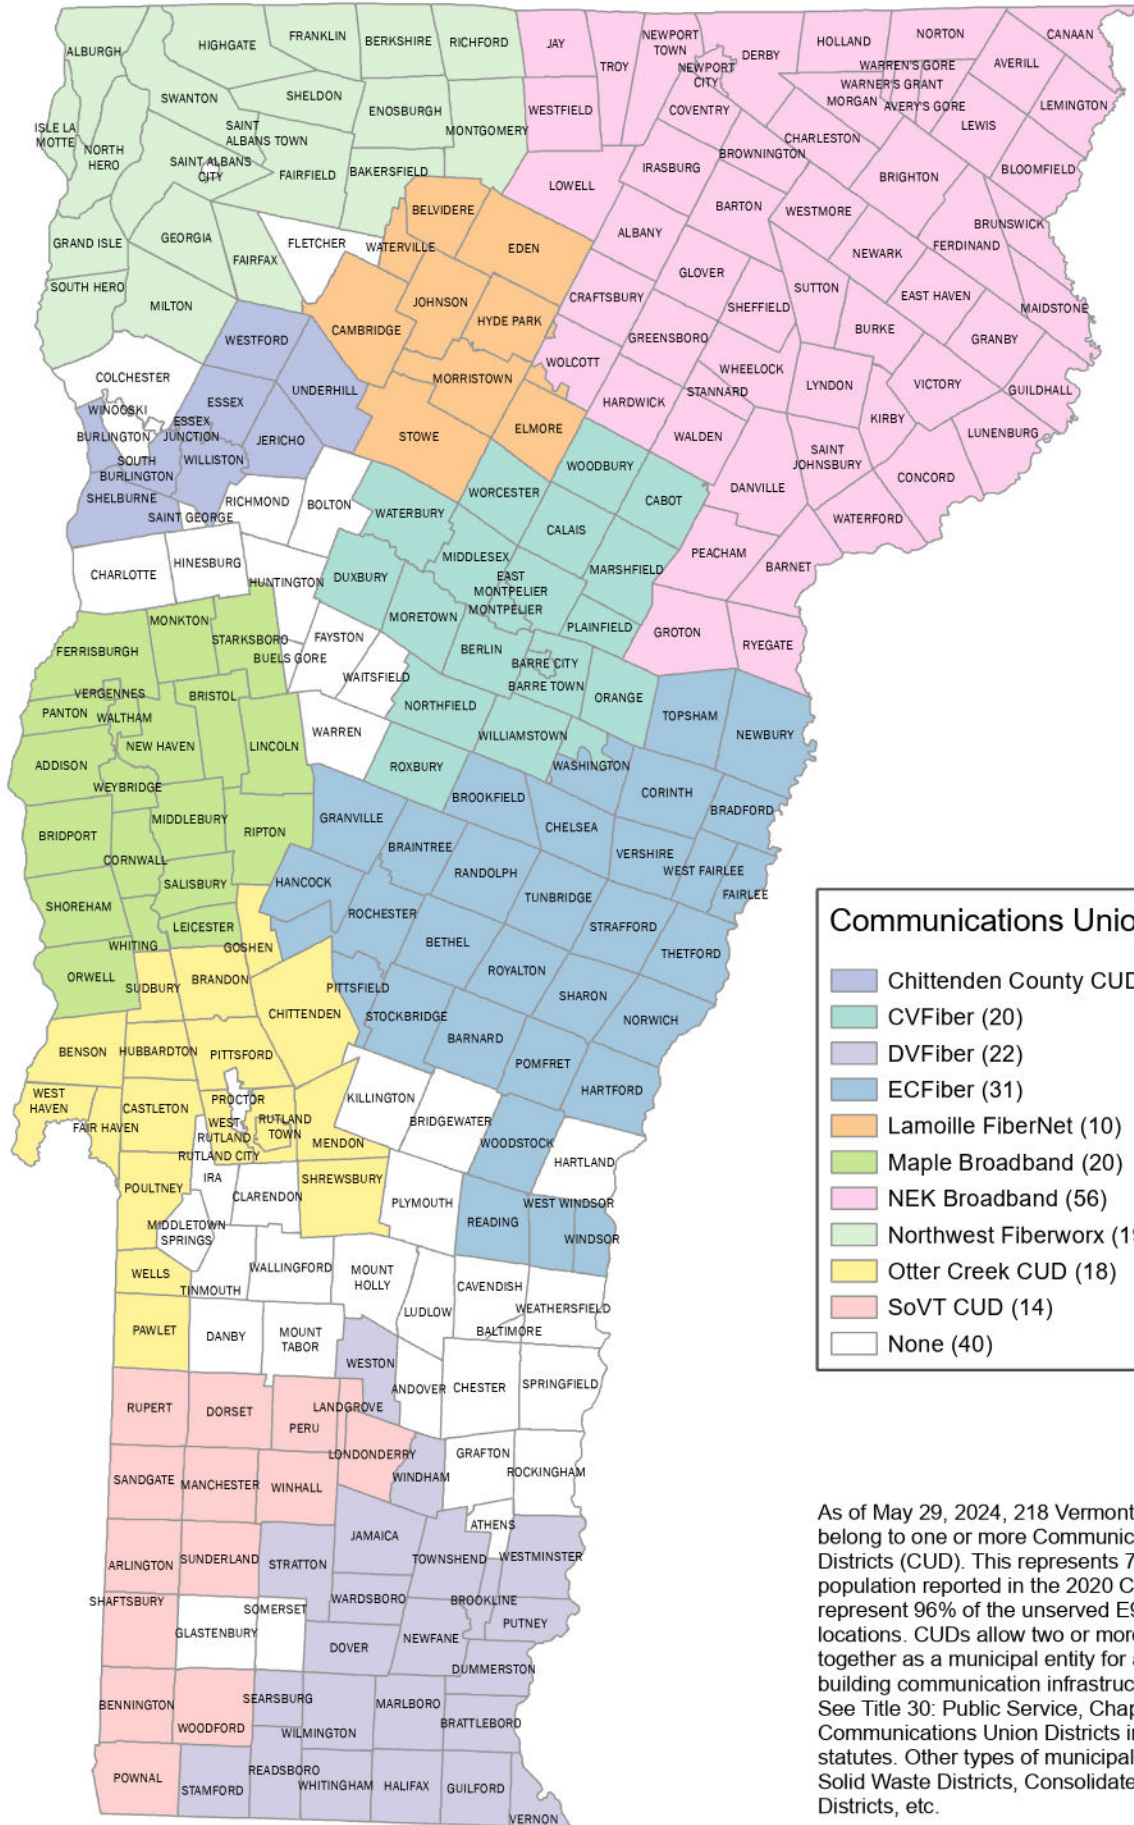 ALBURGH
HIGHGATE
FRANKLIN
BERKSHIRE
RICHFORD
JAY
TROY
NEWPORT
TOWN
NEWPORT
CITY
DERBY
HOLLAND
NORTON
CANAAN
WARREN'S GORE
AVERILL
WARNER'S GRANT
MORGAN
AVERY'S GORE
LEMINGTON
SWANTON
SHELDON
ENOSBURGH
MONTGOMERY
WESTFIELD
COVENTRY
LEWIS
ISLE LA
MOTTE
NORTH
HERO
SAINT
ALBANS TOWN
SAINT ALBANS
CITY
FAIRFIELD
BAKERSFIELD
CHARLESTON
BROWNINGTON
IRASBURG
LOWELL
BRIGHTON
BLOOMFIELD
BELVIDERE
BARTON
WESTMORE
BRUNSWICK
GRAND ISLE
GEORGIA
FAIRFAX
FLETCHER
WATERVILLE
EDEN
ALBANY
NEWARK
FERDINAND
SOUTH HERO
MILTON
GLOVER
SUTTON
EAST HAVEN
JOHNSON
CRAFTSBURY
SHEFFIELD
MAIDSTONE
CAMBRIDGE
HYDE PARK
GREENSBORO
BURKE
GRANBY
WESTFORD
WOLCOTT
WHEELOCK
COLCHESTER
UNDERHILL
MORRISTOWN
STANNARD
LYNDON
VICTORY
GUILDHALL
WINOOSKI
ESSEX
HARDWICK
KIRBY
BURLINGTON
ESSEX
JUNCTION
JERICHO
STOWE
ELMORE
WALDEN
LUNENBURG
SOUTH
BURLINGTON
WILLISTON
SAINT
JOHNSBURY
WOODBURY
CONCORD
SHELBURNE
RICHMOND
BOLTON
WORCESTER
CABOT
DANVILLE
SAINT GEORGE
WATERBURY
CALAIS
WATERFORD
CHARLOTTE
HINESBURG
HUNTINGTON
DUXBURY
MIDDLESEX
MARSHFIELD
PEACHAM
BARNET
EAST
MONTPELIER
MONTPELIER
MORETOWN
PLAINFIELD
MONKTON
STARKSBORO
FAYSTON
BERLIN
GROTON
RYEGATE
FERRISBURGH
BUELS GORE
WAITSFIELD
BARRE CITY
BARRE TOWN
ORANGE
VERGENNES
BRISTOL
NORTHFIELD
PANTON
WALTHAM
WARREN
TOPSHAM
NEWBURY
NEW HAVEN
LINCOLN
WILLIAMSTOWN
ADDISON
ROXBURY
WASHINGTON
WEYBRIDGE
BROOKFIELD
CORINTH
BRADFORD
MIDDLEBURY
GRANVILLE
CHELSEA
BRIDPORT
RIPTON
BRAINTREE
VERSHIRE
CORNWALL
RANDOLPH
WEST FAIRLEE
SALISBURY
HANCOCK
TUNBRIDGE
FAIRLEE
SHOREHAM
ROCHESTER
STRAFFORD
LEICESTER
BETHEL
WHITING
GOSHEN
THETFORD
ORWELL
SUDBURY
BRANDON
ROYALTON
PITTSFIELD
SHARON
CHITTENDEN
STOCKBRIDGE
NORWICH
BENSON
HUBBARDTON
PITTSFORD
BARNARD
POMFRET
HARTFORD
WEST
HAVEN
CASTLETON
PROCTOR
KILLINGTON
FAIR HAVEN
WEST
RUTLAND
RUTLAND
TOWN
MENDON
BRIDGEWATER
WOODSTOCK
RUTLAND CITY
HARTLAND
POULTNEY
IRA
CLARENDON
SHREWSBURY
PLYMOUTH
WEST WINDSOR
READING
MIDDLETOWN
SPRINGS
WINDSOR
WELLS
WALLINGFORD
MOUNT
HOLLY
CAVENDISH
TINMOUTH
LUDLOW
WEATHERSFIELD
PAWLET
DANBY
MOUNT
TABOR
BALTIMORE
WESTON
ANDOVER
CHESTER
SPRINGFIELD
RUPERT
DORSET
PERU
LANDGROVE
LONDONDERRY
GRAFTON
SANDGATE
MANCHESTER
WINHALL
WINDHAM
ROCKINGHAM
JAMAICA
ATHENS
ARLINGTON
SUNDERLAND
STRATTON
TOWNSHEND
WESTMINSTER
SHAFTSBURY
SOMERSET
WARDSBORO
BROOKLINE
GLASTENBURY
DOVER
NEWFANE
PUTNEY
DUMMERSTON
BENNINGTON
WOODFORD
SEARSBURG
MARLBORO
WILMINGTON
BRATTLEBORO
POWNAL
STAMFORD
READSBORO
WHITINGHAM
HALIFAX
GUILFORD
VERNON
Communications Unio
Chittenden County CUD
CVFiber (20)
DVFiber (22)
ECFiber (31)
Lamoille FiberNet (10)
Maple Broadband (20)
NEK Broadband (56)
Northwest Fiberworx (19
Otter Creek CUD (18)
SoVT CUD (14)
None (40)
As of May 29, 2024, 218 Vermont
belong to one or more Communic
Districts (CUD). This represents 7
population reported in the 2020 C
represent 96% of the unserved E9
locations. CUDs allow two or more
together as a municipal entity for a
building communication infrastruc
See Title 30: Public Service, Chap
Communications Union Districts in
statutes. Other types of municipal
Solid Waste Districts, Consolidate
Districts, etc.